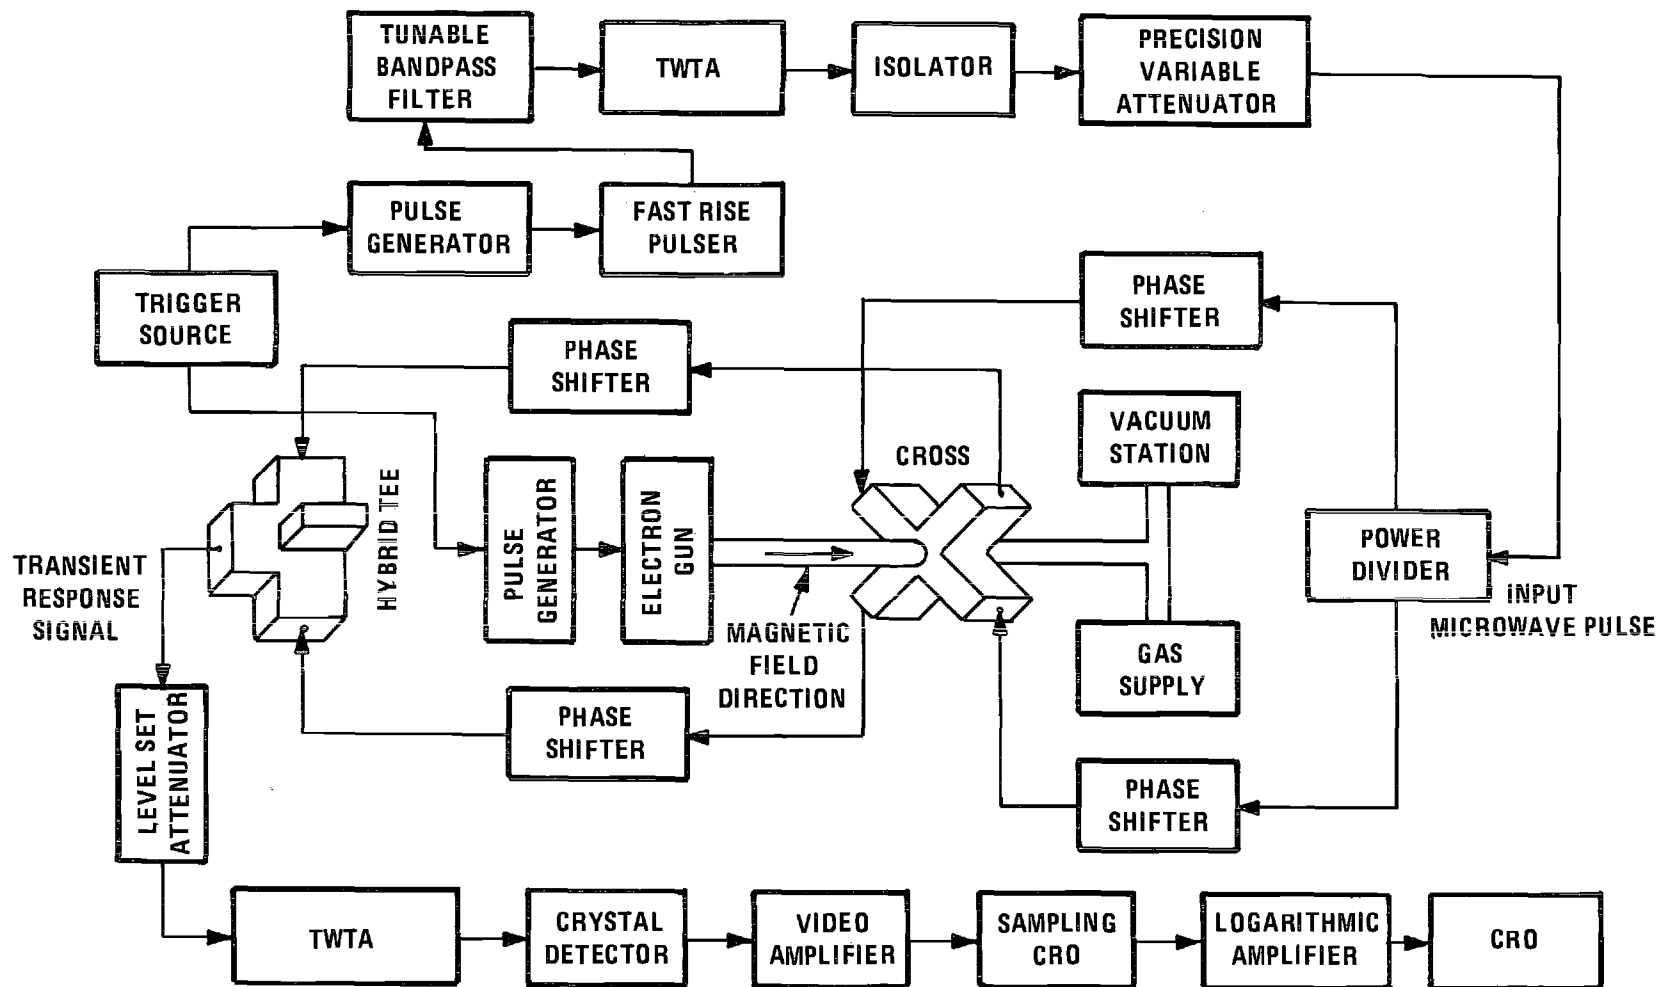 TUNABLE
BANDPASS
FILTER
TWTA
ISOLATOR
PRECISION
VARIABLE
ATTENUATOR
PULSE
GENERATOR
FAST RISE
PULSER
TRIGGER
SOURCE
PHASE
SHIFTER
PHASE
SHIFTER
VACUUM
STATION
CROSS
HYBRID TEE
PULSE
GENERATOR
ELECTRON
GUN
POWER
DIVIDER
TRANSIENT
RESPONSE
SIGNAL
INPUT
MICROWAVE PULSE
MAGNETIC
FIELD
DIRECTION
GAS
SUPPLY
LEVEL SET
ATTENUATOR
PHASE
SHIFTER
PHASE
SHIFTER
TWTA
CRYSTAL
DETECTOR
VIDEO
AMPLIFIER
SAMPLING
CRO
LOGARITHMIC
AMPLIFIER
CRO